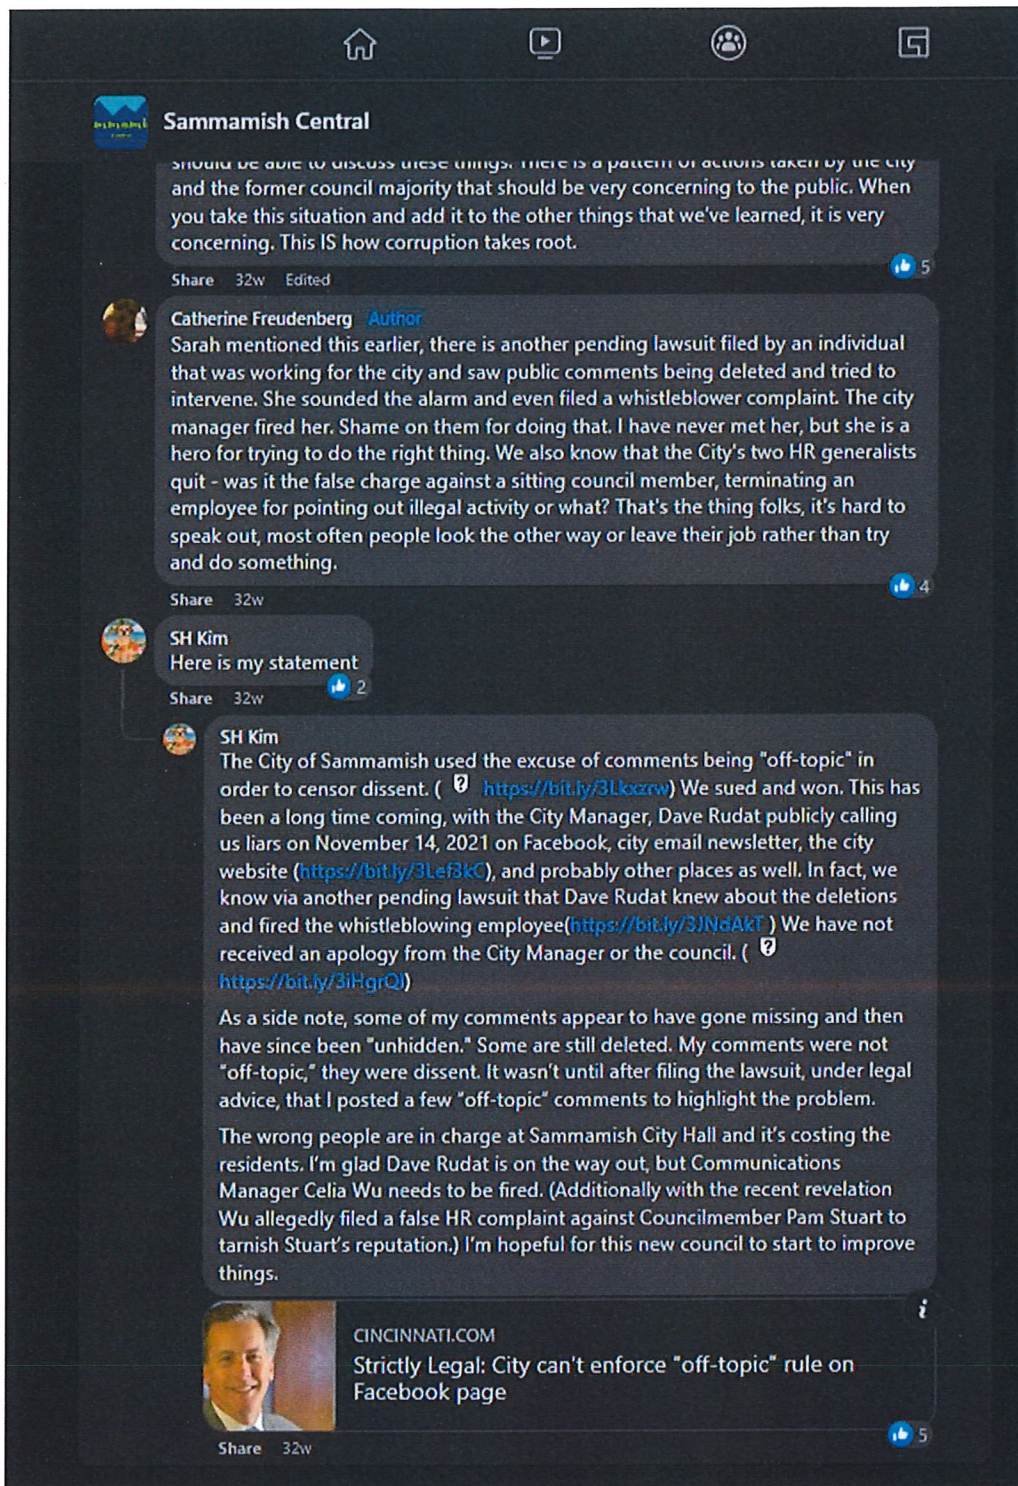 Sammamish Central
should be able to discuss these things. There is a pattern of actions taken by the city
and the former council majority that should be very concerning to the public. When
you take this situation and add it to the other things that we've learned, it is very
concerning. This IS how corruption takes root.
5
Share 32w Edited
Catherine Freudenberg Author
Sarah mentioned this earlier, there is another pending lawsuit filed by an individual
that was working for the city and saw public comments being deleted and tried to
intervene. She sounded the alarm and even filed a whistleblower complaint. The city
manager fired her. Shame on them for doing that. I have never met her, but she is a
hero for trying to do the right thing. We also know that the City's two HR generalists
quit - was it the false charge against a sitting council member, terminating an
employee for pointing out illegal activity or what? That's the thing folks, it's hard to
speak out, most often people look the other way or leave their job rather than try
and do something.
4
Share 32w
SH Kim
Here is my statement
2
Share 32w
SH Kim
The City of Sammamish used the excuse of comments being "off-topic" in
order to censor dissent. ( https://bit.ly/3Lkxzrw) We sued and won. This has
been a long time coming, with the City Manager, Dave Rudat publicly calling
us liars on November 14, 2021 on Facebook, city email newsletter, the city
website (https://bit.ly/3Lef3kC), and probably other places as well. In fact, we
know via another pending lawsuit that Dave Rudat knew about the deletions
and fired the whistleblowing employee(https://bit.ly/3JNdAkT ) We have not
received an apology from the City Manager or the council. (
https://bit.ly/3iHgrQI)
As a side note, some of my comments appear to have gone missing and then
have since been "unhidden." Some are still deleted. My comments were not
"off-topic," they were dissent. It wasn't until after filing the lawsuit, under legal
advice, that I posted a few "off-topic" comments to highlight the problem.
The wrong people are in charge at Sammamish City Hall and it's costing the
residents. I'm glad Dave Rudat is on the way out, but Communications
Manager Celia Wu needs to be fired. (Additionally with the recent revelation
Wu allegedly filed a false HR complaint against Councilmember Pam Stuart to
tarnish Stuart's reputation.) I'm hopeful for this new council to start to improve
things.
CINCINNATI.COM
Strictly Legal: City can't enforce "off-topic" rule on
Facebook page
5
Share 32w